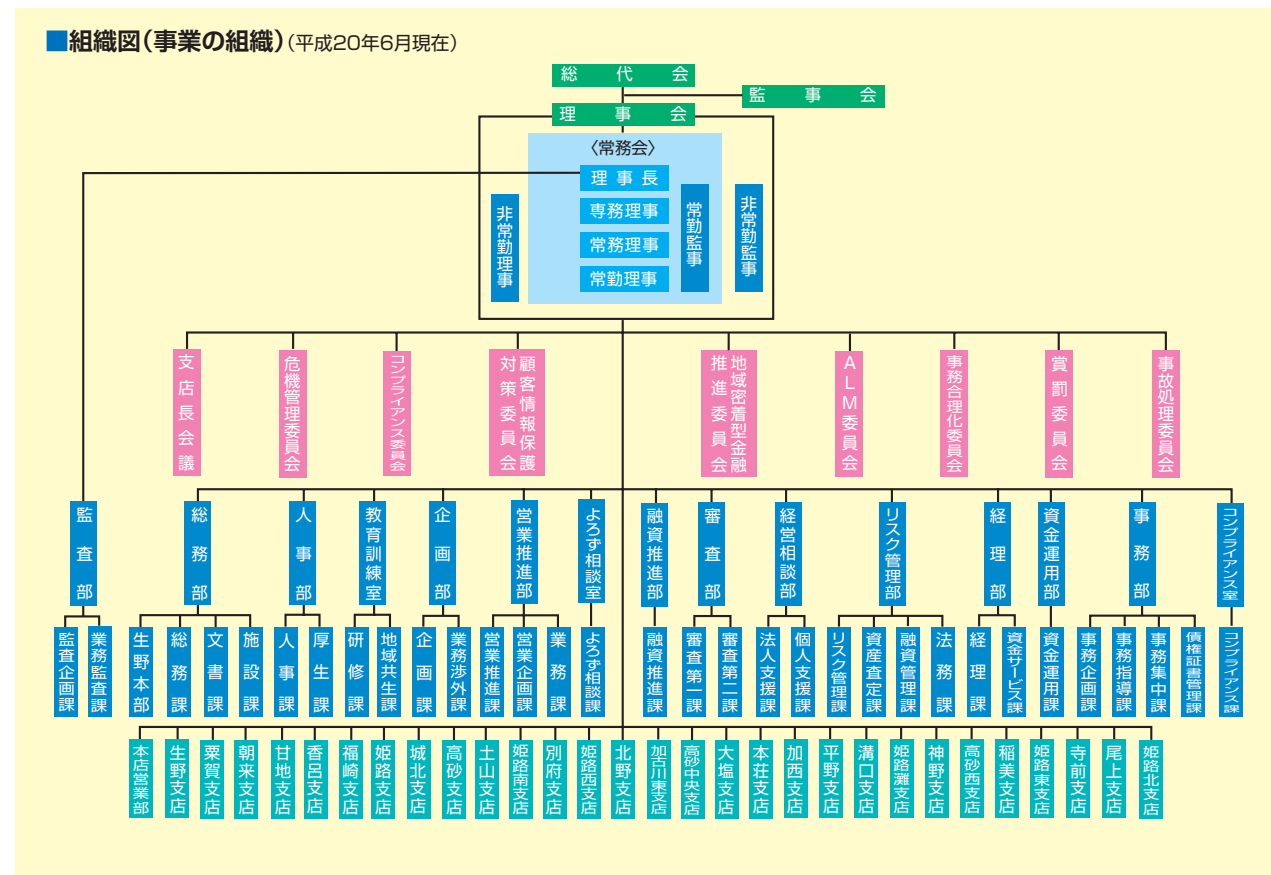 ■組織図(事業の組織)(平成20年6月現在)
総代会
監事会
理事会
〈常務会〉
理事長
専務理事
常務理事
常勤理事
非常勤理事
常勤監事
非常勤監事
支店長会議
危機管理委員会
コンプライアンス委員会
顧客情報保護
対策委員会
地域密着型金融
推進委員会
ALM委員会
事務合理化委員会
賞罰委員会
事故処理委員会
監査部
総務部
人事部
教育訓練室
企画部
営業推進部
よろず相談室
融資推進部
審査部
経営相談部
リスク管理部
経理部
資金運用部
事務部
コンプライアンス室
監査企画課
業務監査課
生野本部
総務課
文書課
施設課
人事課
厚生課
研修課
地域共生課
企画課
業務渉外課
営業推進課
営業企画課
業務課
よろず相談課
融資推進課
審査第一課
審査第二課
法人支援課
個人支援課
リスク管理課
資産査定課
融資管理課
法務課
経理課
資金サービス課
資金運用課
事務企画課
事務指導課
事務集中課
債権証書管理課
コンプライアンス課
本店営業部
生野支店
粟賀支店
朝来支店
甘地支店
香呂支店
福崎支店
姫路支店
城北支店
高砂支店
土山支店
姫路南支店
別府支店
姫路西支店
北野支店
加古川東支店
高砂中央支店
大塩支店
本荘支店
加西支店
平野支店
溝口支店
姫路灘支店
神野支店
高砂西支店
稲美支店
姫路東支店
寺前支店
尾上支店
姫路北支店